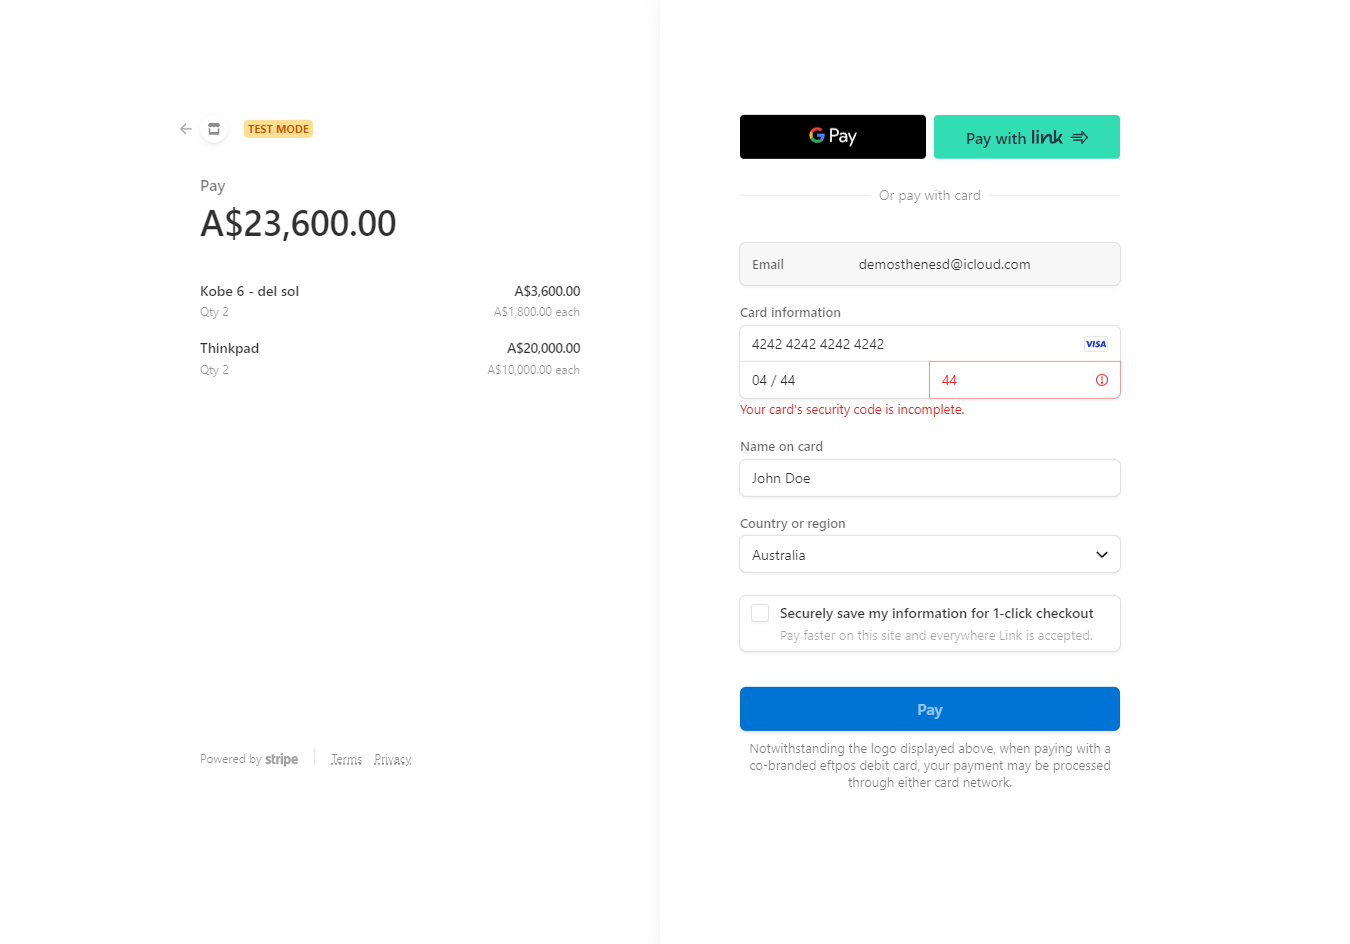 TEST MODE
Pay
A$23,600.00
Kobe 6 - del sol A$3,600.00
Qty 2 A$1,800.00 each
Thinkpad A$20,000.00
Qty 2 A$10,000.00 each
Powered by stripe Terms Privacy
G Pay Pay with link
Or pay with card
Email demosthenesd@icloud.com
Card information
4242 4242 4242 4242 VISA
04 / 44 44
Your card's security code is incomplete.
Name on card
John Doe
Country or region
Australia
Securely save my information for 1-click checkout
Pay faster on this site and everywhere Link is accepted.
Pay
Notwithstanding the logo displayed above, when paying with a
co-branded eftpos debit card, your payment may be processed
through either card network.